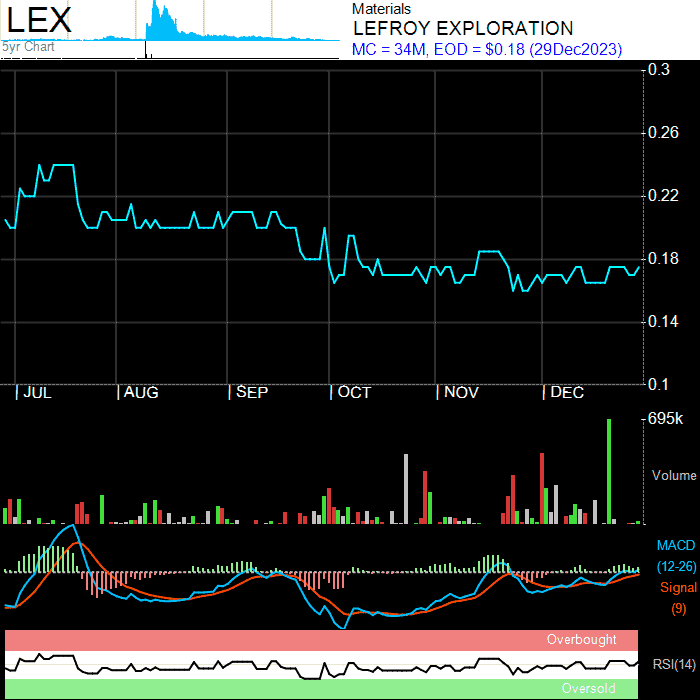 LEX
5yr Chart
Materials
LEFROY EXPLORATION
MC = 34M, EOD = $0.18 (29Dec2023)
0.3
0.26
0.22
0.18
0.14
0.1
JUL
AUG
SEP
OCT
NOV
DEC
695k
Volume
MACD
(12-26)
Signal
(9)
Overbought
RSI(14)
Oversold